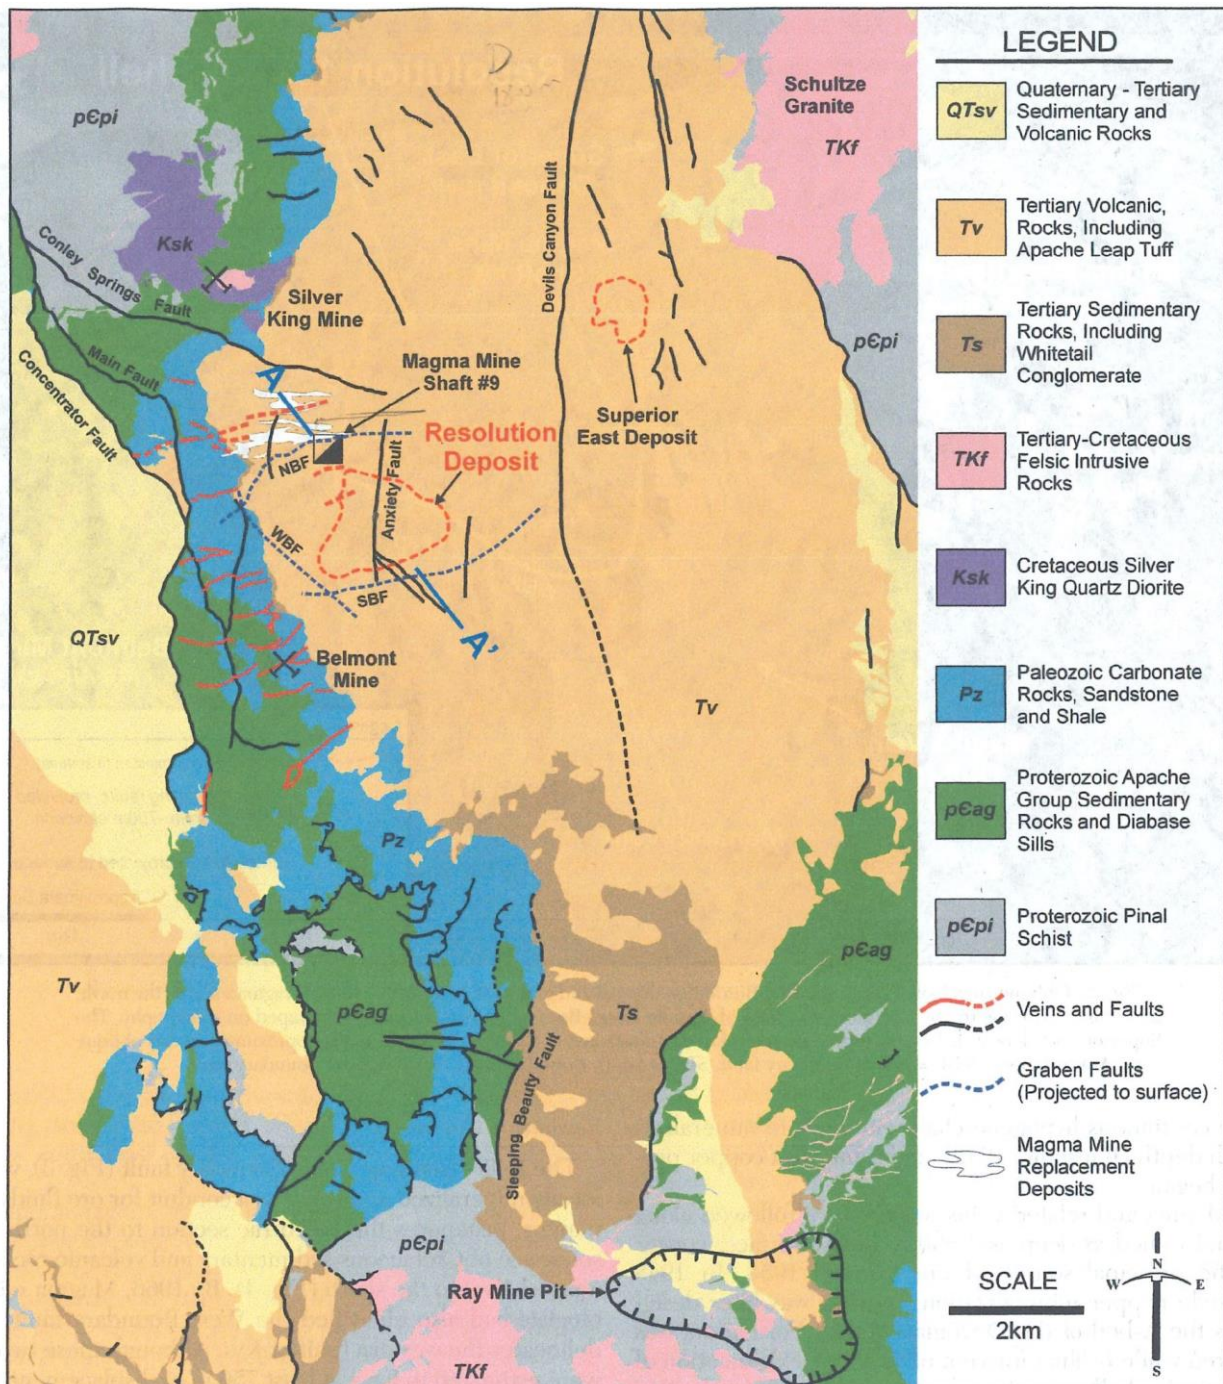 pЄpi
Schultze
Granite
TKf
Ksk
Conley Springs Fault
Silver
King Mine
Devils Canyon Fault
pЄpi
Main Fault
Magma Mine
Shaft #9
A
Concentrator Fault
Superior
East Deposit
Resolution
Deposit
NBF
Anxiety Fault
WBF
SBF
QTsv
A'
Belmont
Mine
Tv
Pz
Tv
pЄag
pЄag
Ts
Sleeping Beauty Fault
pЄpi
Ray Mine Pit
TKf
LEGEND
QTsv
Quaternary - Tertiary
Sedimentary and
Volcanic Rocks
Tv
Tertiary Volcanic,
Rocks, Including
Apache Leap Tuff
Ts
Tertiary Sedimentary
Rocks, Including
Whitetail
Conglomerate
TKf
Tertiary-Cretaceous
Felsic Intrusive
Rocks
Ksk
Cretaceous Silver
King Quartz Diorite
Pz
Paleozoic Carbonate
Rocks, Sandstone
and Shale
pЄag
Proterozoic Apache
Group Sedimentary
Rocks and Diabase
Sills
pЄpi
Proterozoic Pinal
Schist
Veins and Faults
Graben Faults
(Projected to surface)
Magma Mine
Replacement
Deposits
SCALE
2km
N
W
E
S